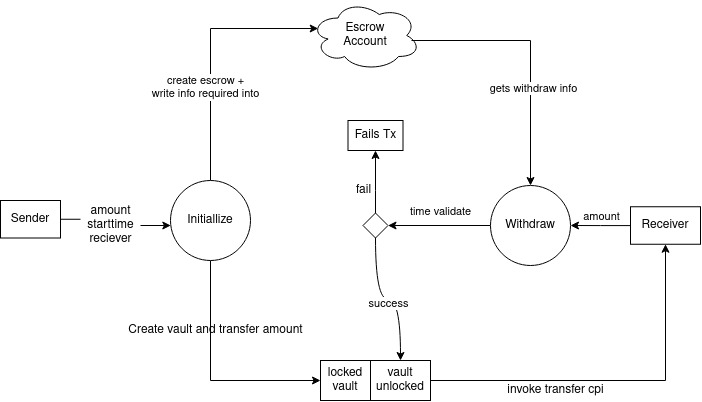 Escrow
Account
create escrow +
write info required into
gets withdraw info
Fails Tx
fail
Sender
amount
starttime
reciever
Initiallize
time validate
Withdraw
amount
Receiver
success
Create vault and transfer amount
locked
vault
vault
unlocked
invoke transfer cpi